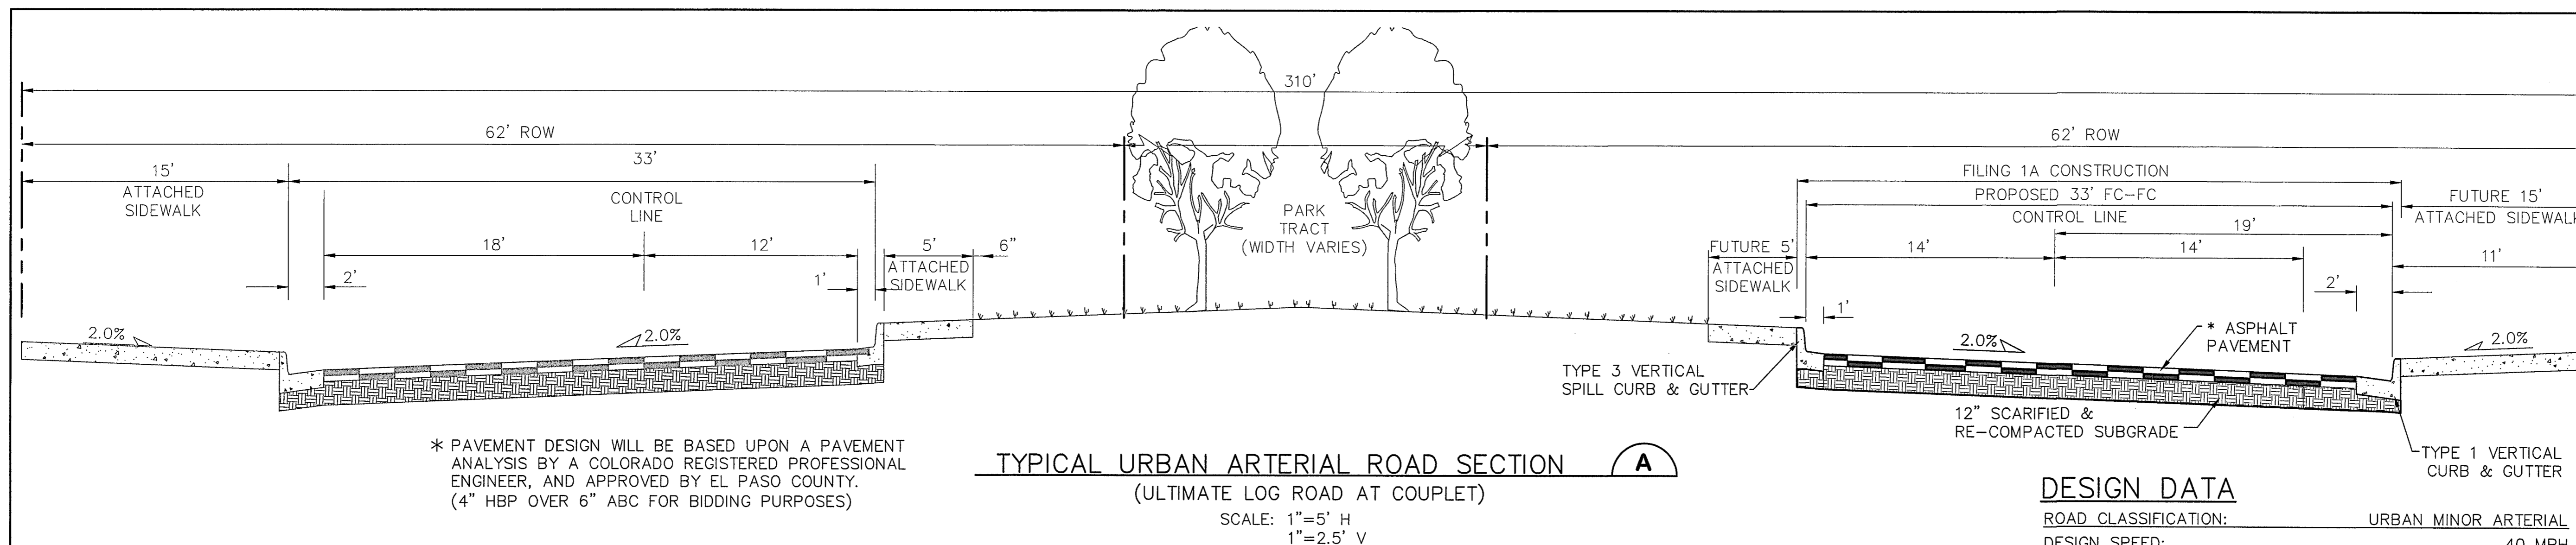 310'
62' ROW
62' ROW
15'
ATTACHED
SIDEWALK
33'
CONTROL
LINE
18'
12'
2'
1'
5'
ATTACHED
SIDEWALK
6"
2.0%
2.0%
PARK
TRACT
(WIDTH VARIES)
FILING 1A CONSTRUCTION
PROPOSED 33' FC-FC
CONTROL LINE
19'
FUTURE 15'
ATTACHED SIDEWALK
FUTURE 5'
ATTACHED
SIDEWALK
14'
14'
11'
1'
2'
2.0%
* ASPHALT
PAVEMENT
2.0%
TYPE 3 VERTICAL
SPILL CURB & GUTTER
12" SCARIFIED &
RE-COMPACTED SUBGRADE
TYPE 1 VERTICAL
CURB & GUTTER
* PAVEMENT DESIGN WILL BE BASED UPON A PAVEMENT
ANALYSIS BY A COLORADO REGISTERED PROFESSIONAL
ENGINEER, AND APPROVED BY EL PASO COUNTY.
(4" HBP OVER 6" ABC FOR BIDDING PURPOSES)
TYPICAL URBAN ARTERIAL ROAD SECTION A
(ULTIMATE LOG ROAD AT COUPLET)
SCALE: 1"=5' H
1"=2.5' V
DESIGN DATA
ROAD CLASSIFICATION: URBAN MINOR ARTERIAL
DESIGN SPEED: 40 MPH